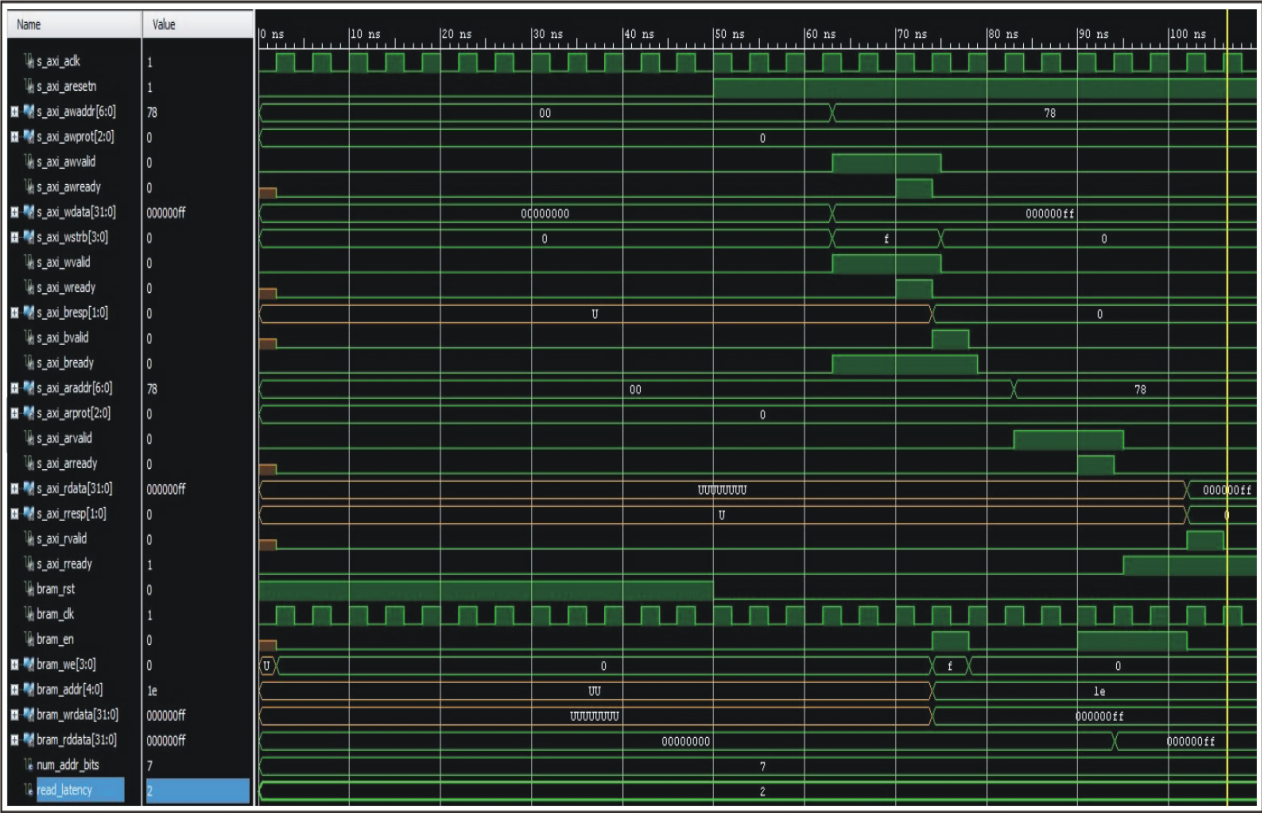 Name Value 0 ns 10 ns 20 ns 30 ns 40 ns 50 ns 60 ns 70 ns 80 ns 90 ns 100 ns
s_axi_aclk 1
s_axi_aresetn 1
s_axi_awaddr[6:0] 78 00 78
s_axi_awprot[2:0] 0 0
s_axi_awvalid 0
s_axi_awready 0
s_axi_wdata[31:0] 000000ff 00000000 000000ff
s_axi_wstrb[3:0] 0 0 f 0
s_axi_wvalid 0
s_axi_wready 0
s_axi_bresp[1:0] 0 U 0
s_axi_bvalid 0
s_axi_bready 0
s_axi_araddr[6:0] 78 00 78
s_axi_arprot[2:0] 0 0
s_axi_arvalid 0
s_axi_arready 0
s_axi_rdata[31:0] 000000ff UUUUUUUU 000000ff
s_axi_rresp[1:0] 0 U 0
s_axi_rvalid 0
s_axi_rready 1
bram_rst 0
bram_clk 1
bram_en 0
bram_we[3:0] 0 U 0 f 0
bram_addr[4:0] 1e UU 1e
bram_wrdata[31:0] 000000ff UUUUUUUU 000000ff
bram_rddata[31:0] 000000ff 00000000 000000ff
num_addr_bits 7 7
read_latency 2 2